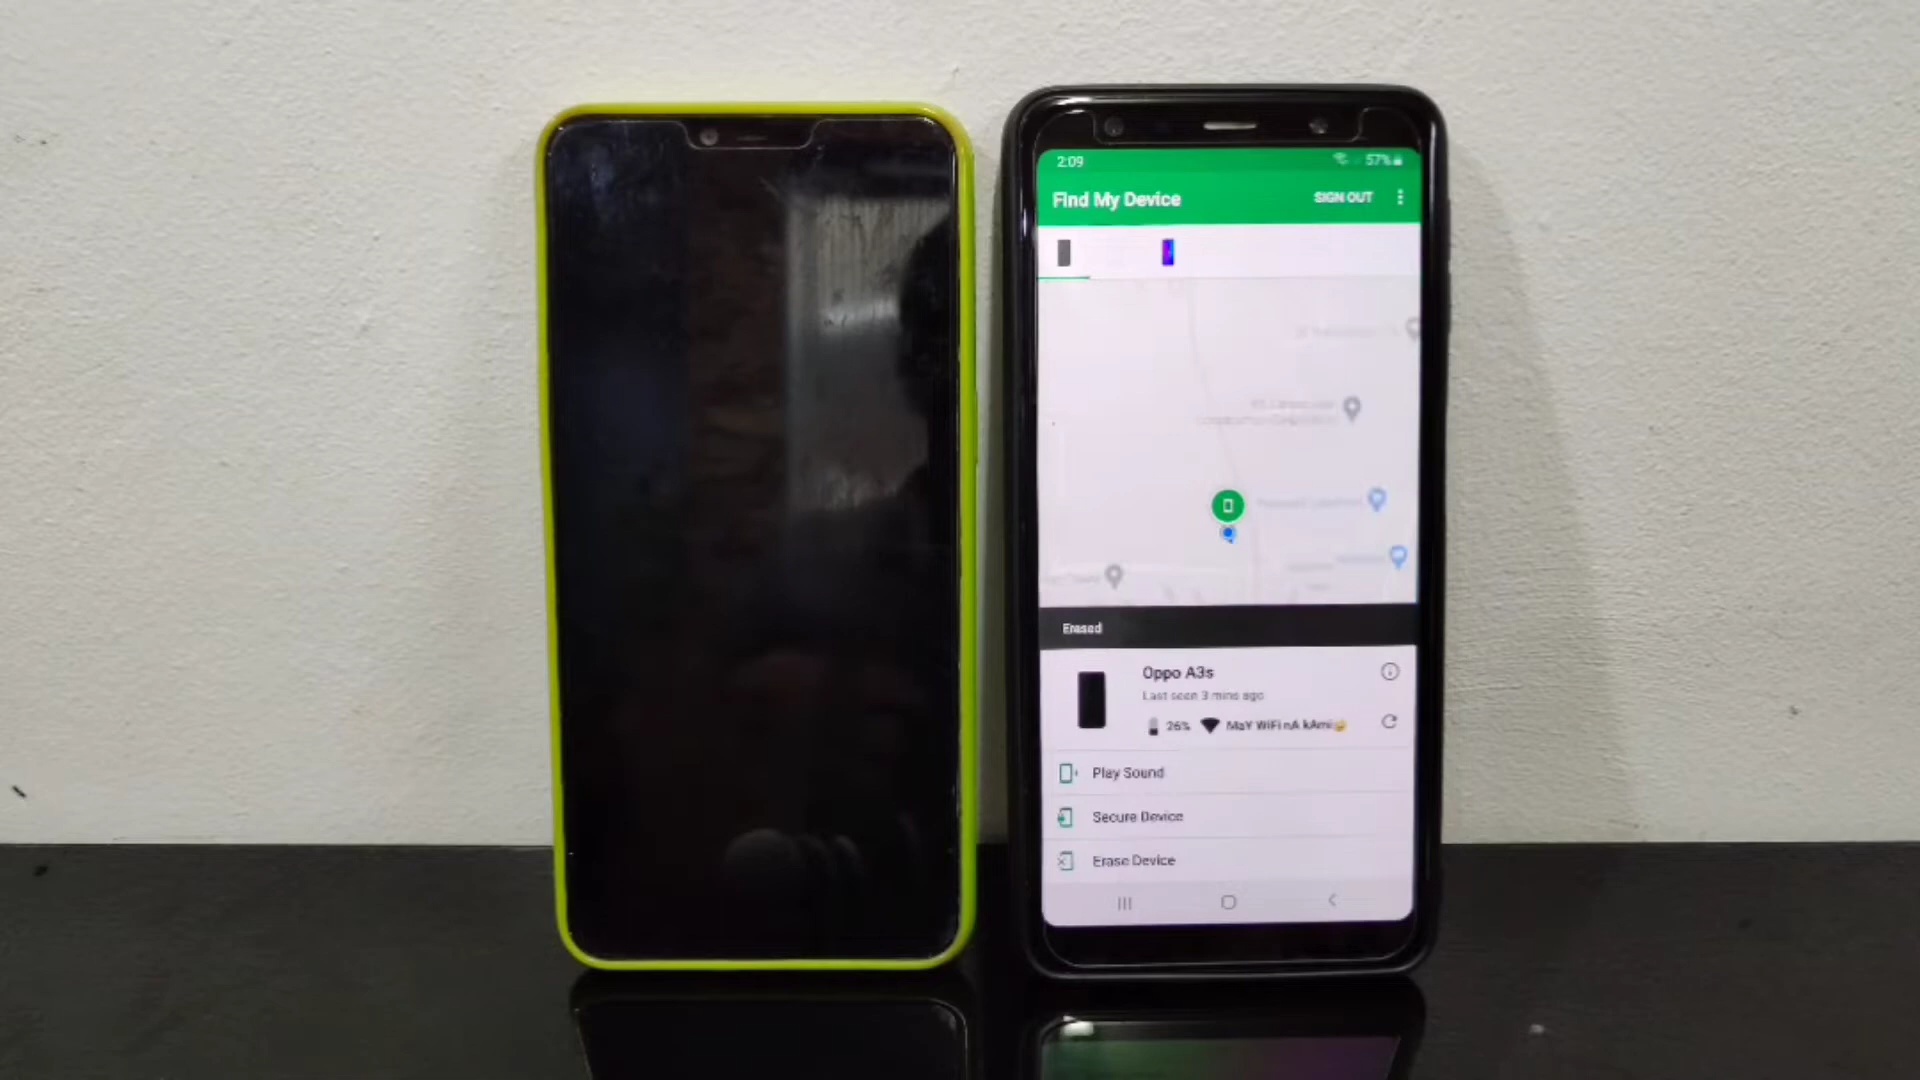 2:09
57%
Find My Device
SIGN OUT
Erased
Oppo A3s
Last seen 3 mins ago
26%
MaY WiFi nA kAmi😜
Play Sound
Secure Device
Erase Device